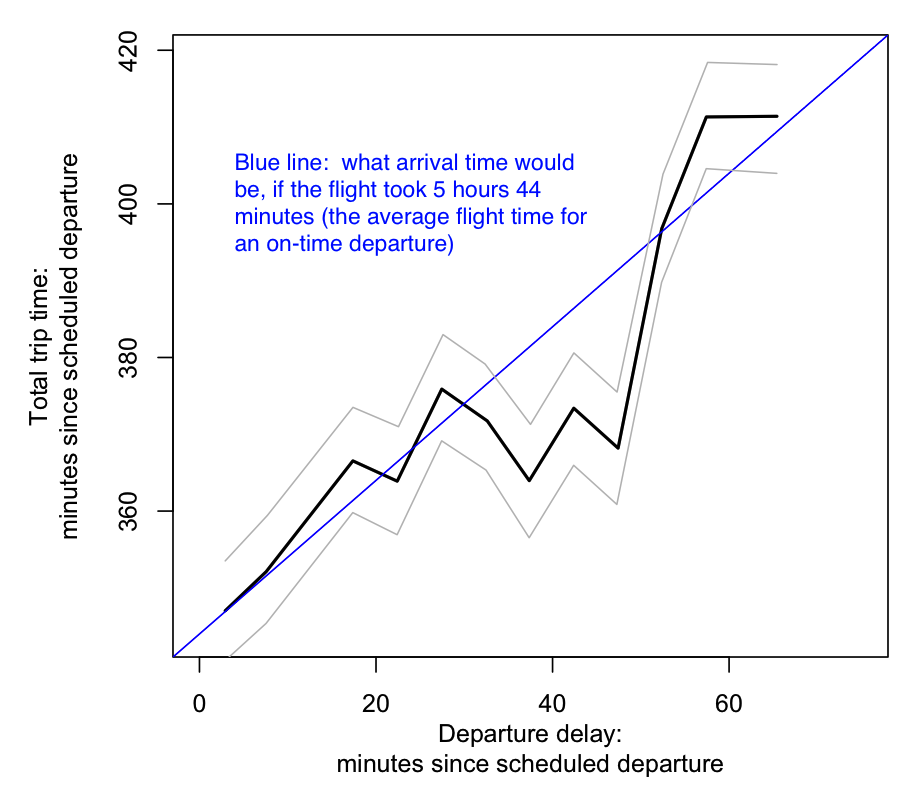 420
400
380
360
Total trip time:
minutes since scheduled departure
Blue line:  what arrival time would
be, if the flight took 5 hours 44
minutes (the average flight time for
an on-time departure)
0
20
40
60
Departure delay:
minutes since scheduled departure